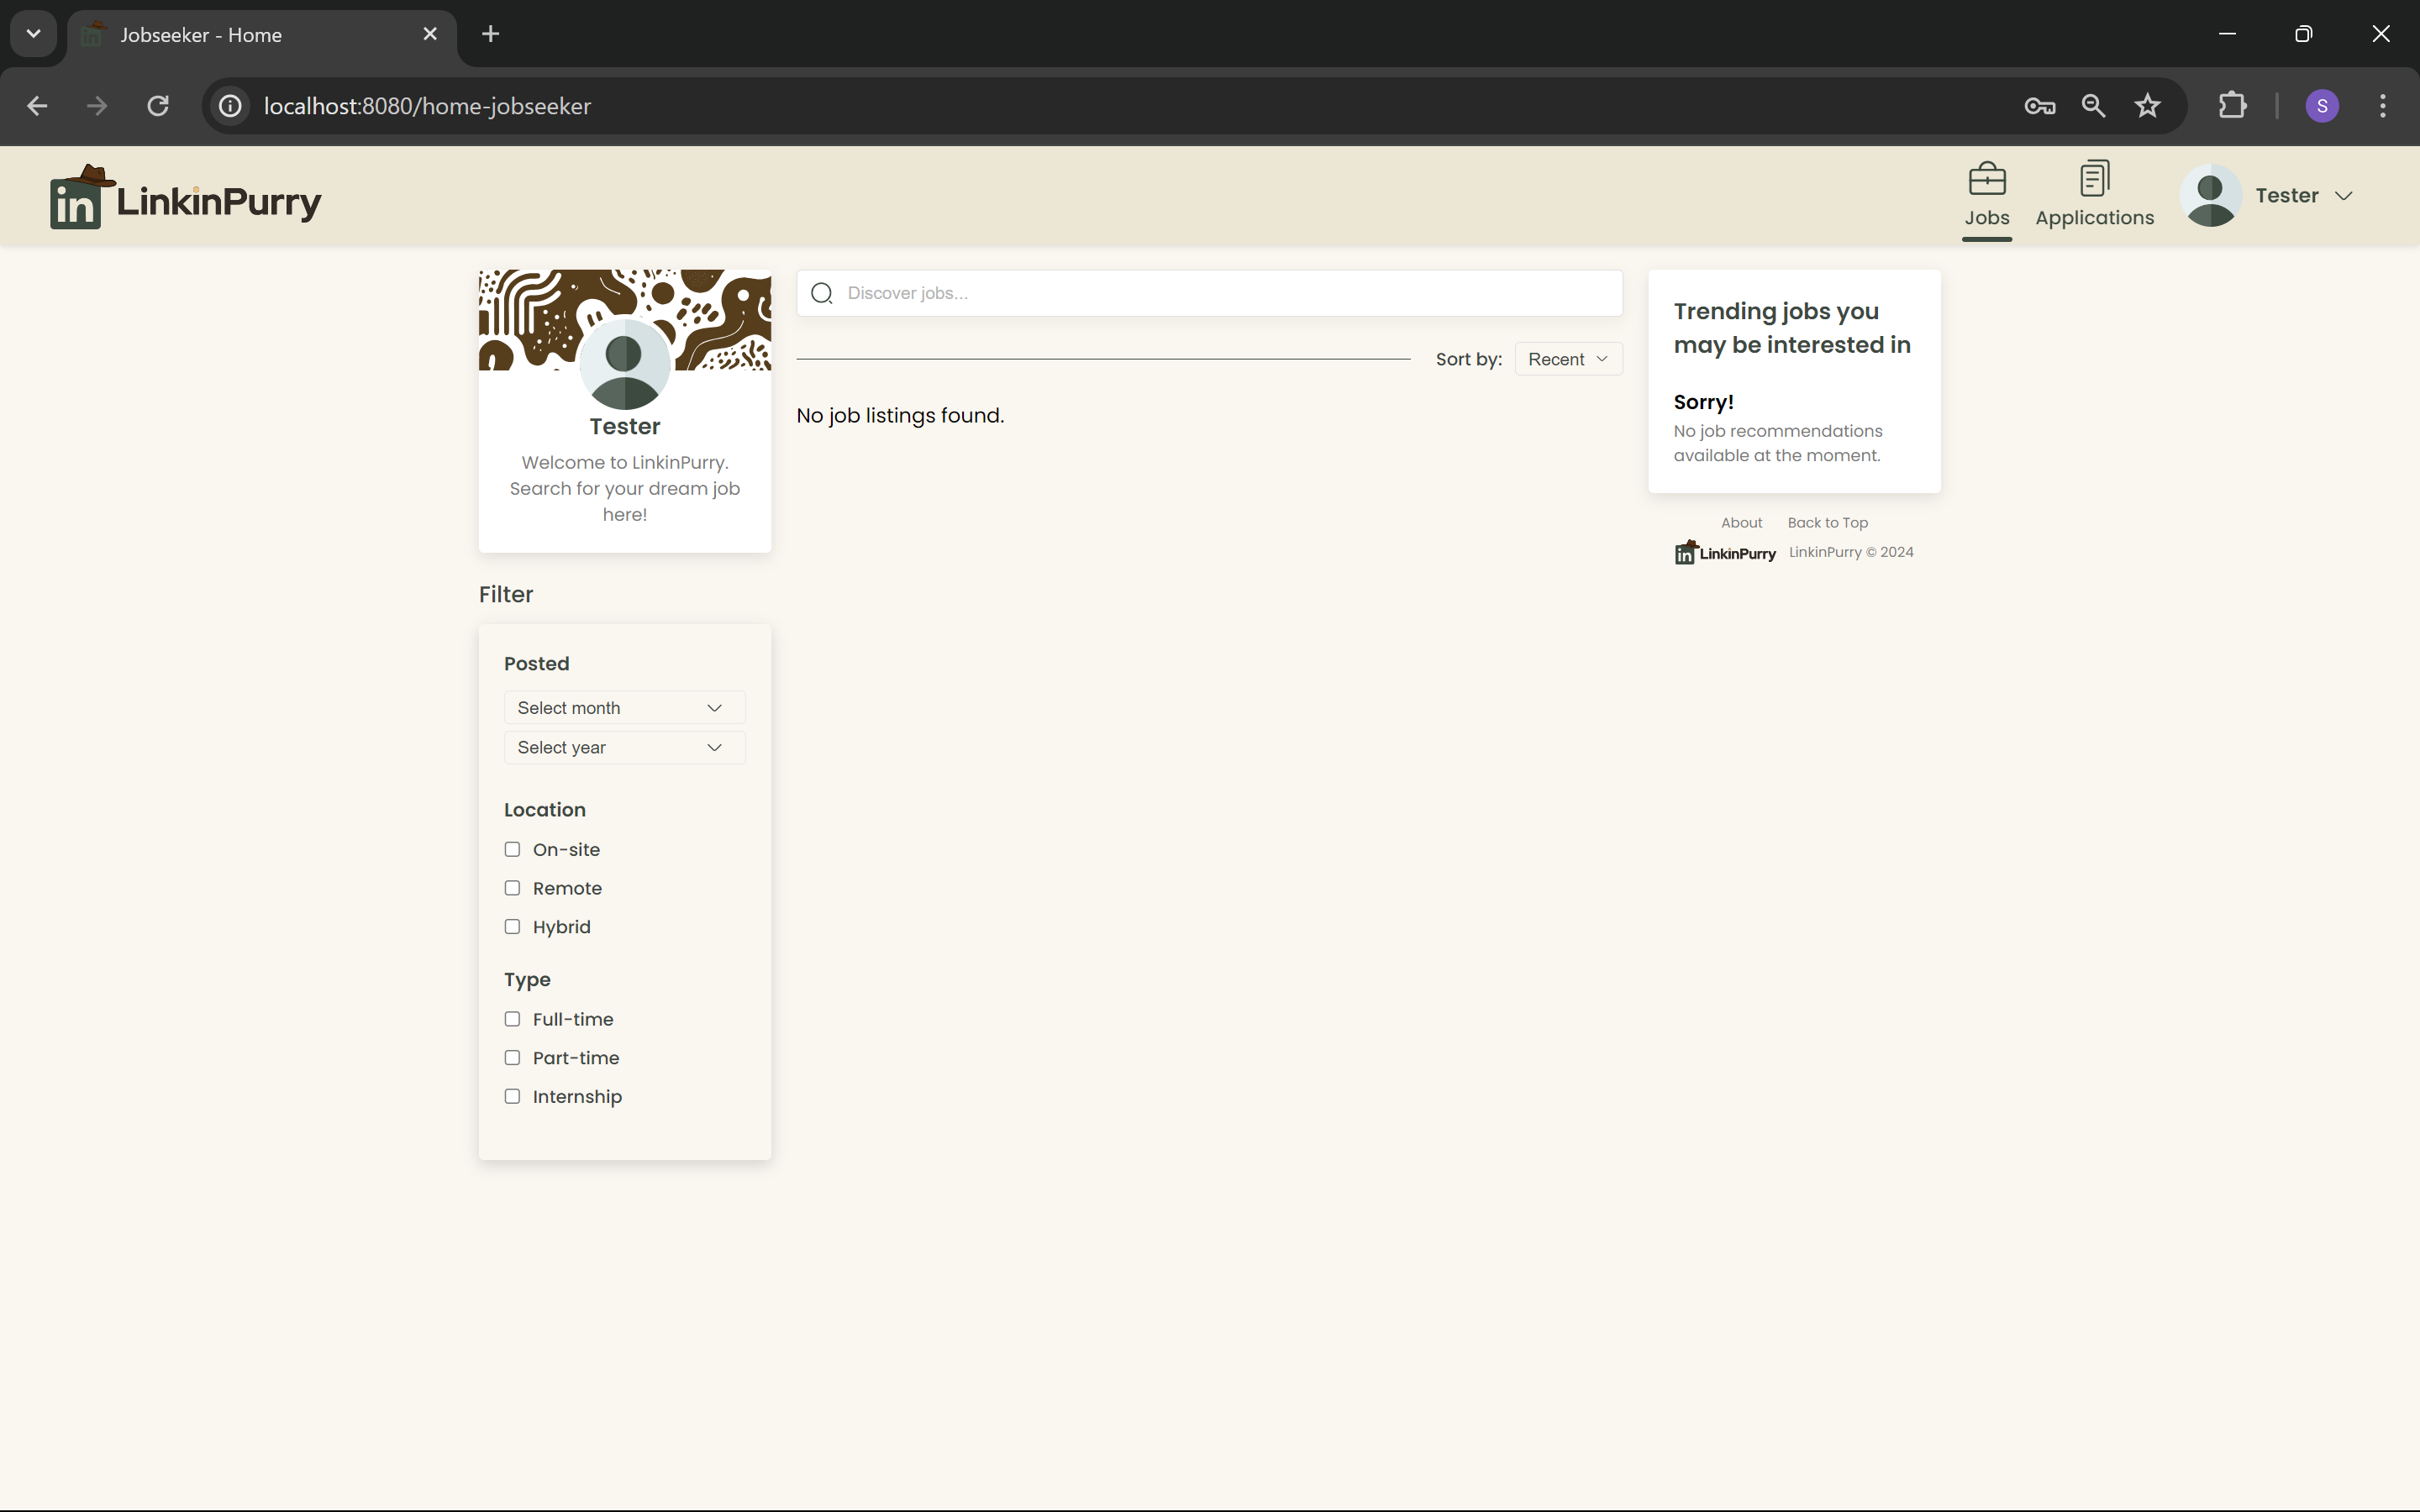 Jobseeker - Home
localhost:8080/home-jobseeker
S
in LinkinPurry
Jobs
Applications
Tester
Tester
Welcome to LinkinPurry.
Search for your dream job
here!
Filter
Posted
Select month
Select year
Location
On-site
Remote
Hybrid
Type
Full-time
Part-time
Internship
Discover jobs...
Sort by:
Recent
No job listings found.
Trending jobs you
may be interested in
Sorry!
No job recommendations
available at the moment.
About
Back to Top
in LinkinPurry
LinkinPurry © 2024